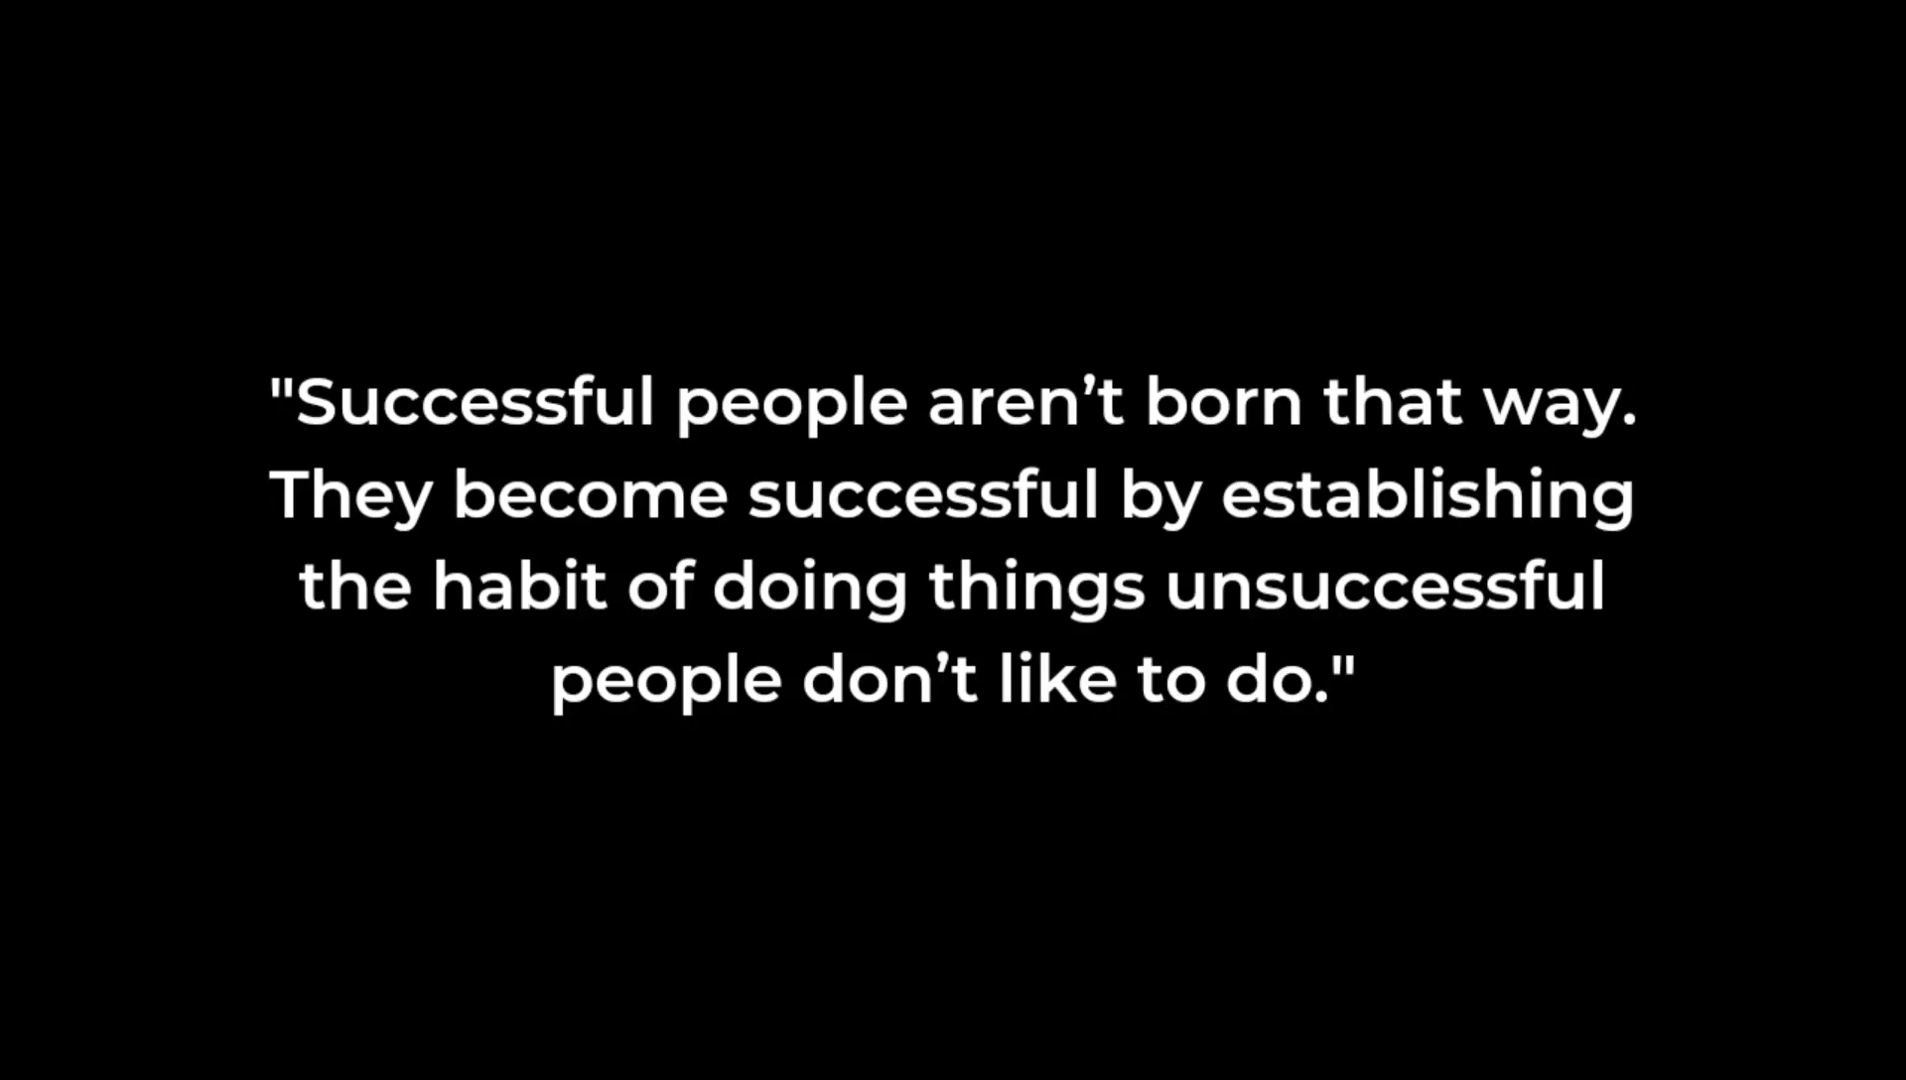 "Successful people aren’t born that way.
They become successful by establishing
the habit of doing things unsuccessful
people don’t like to do."